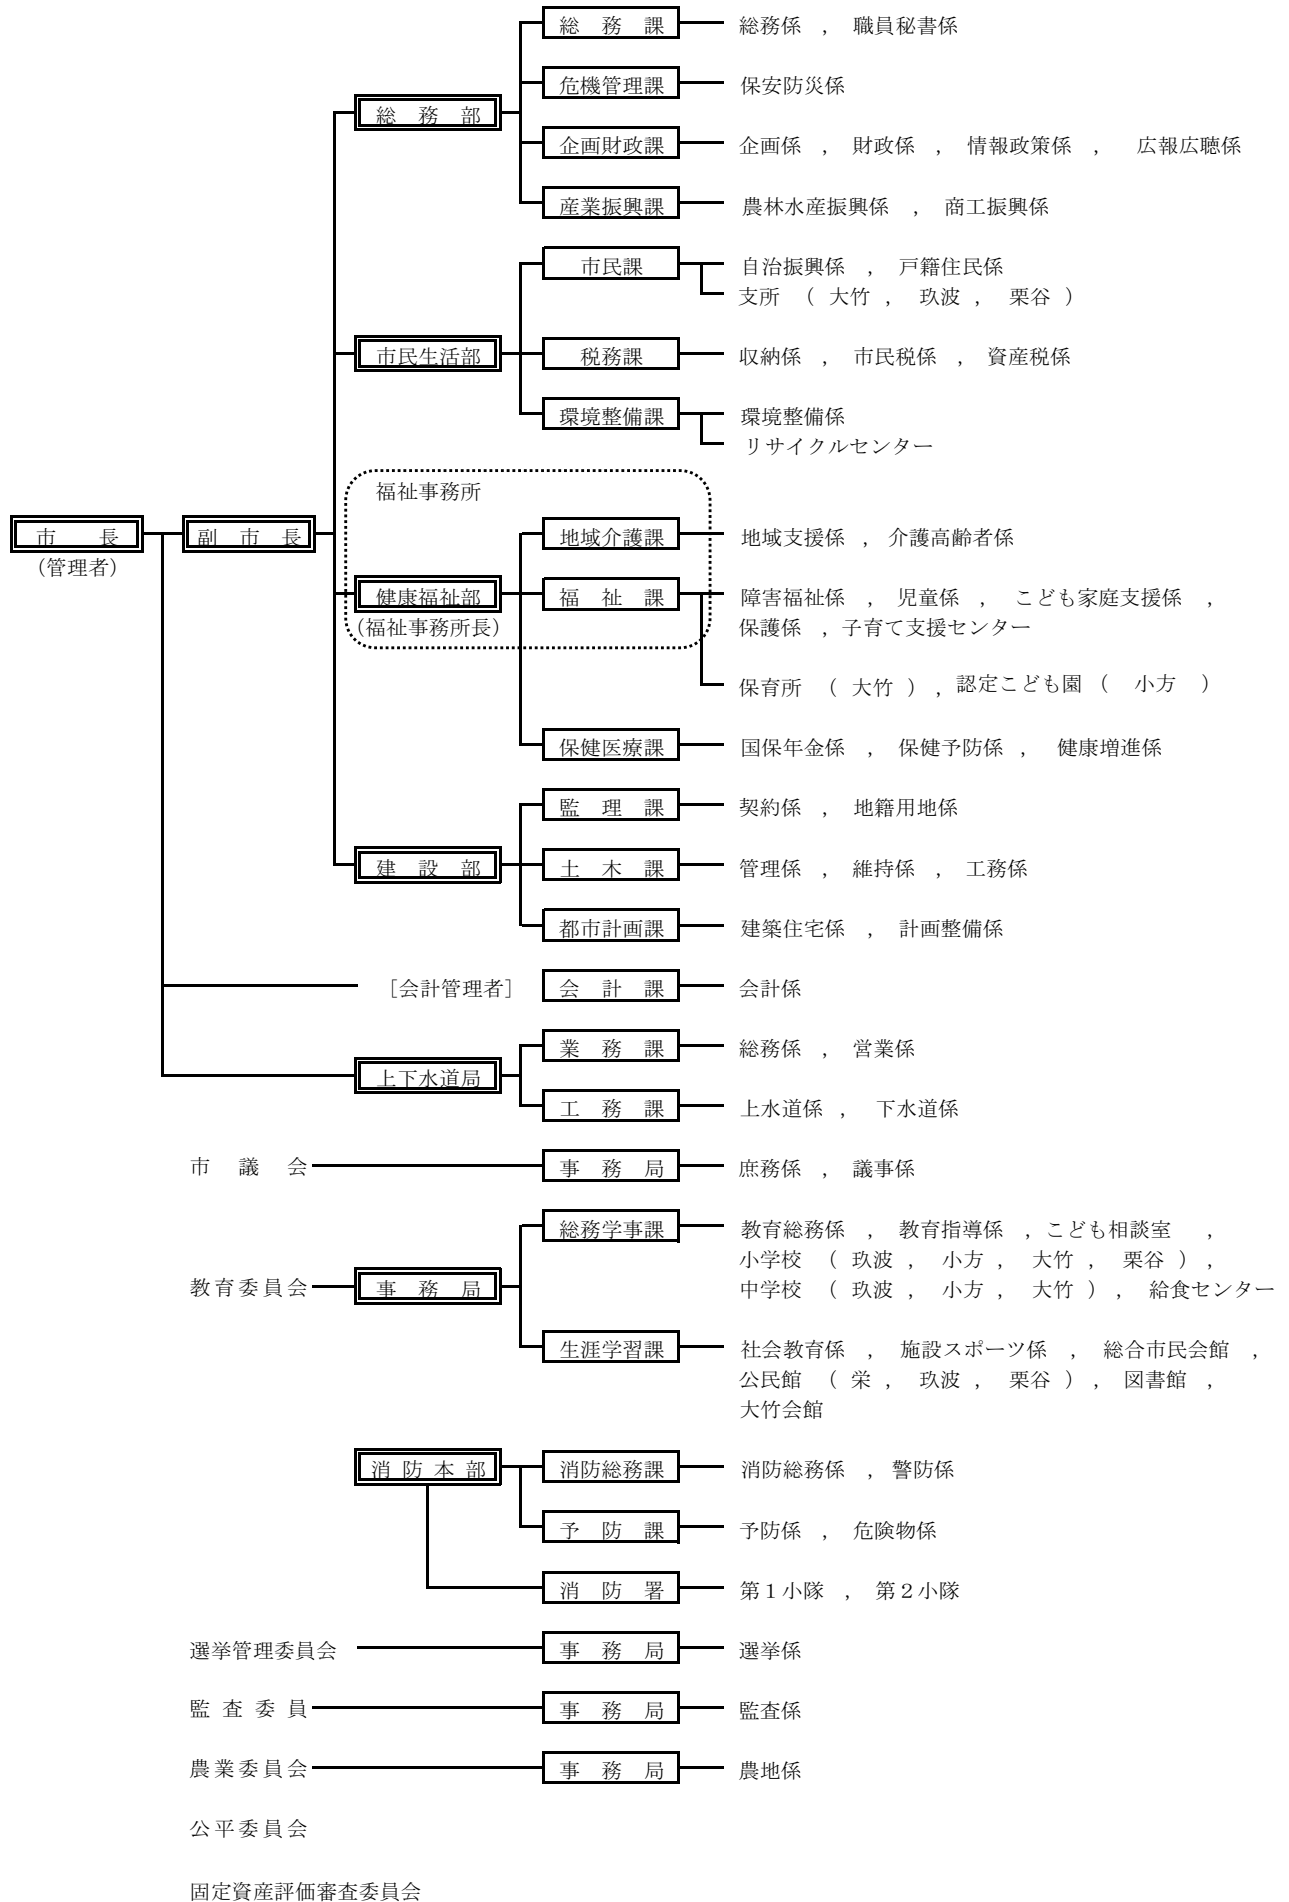 総務課 総務係 ， 職員秘書係
危機管理課 保安防災係
総務部
企画財政課 企画係 ， 財政係 ， 情報政策係 ， 広報広聴係
産業振興課 農林水産振興係 ， 商工振興係
市民課 自治振興係 ， 戸籍住民係
支所 （ 大竹 ， 玖波 ， 栗谷 ）
市民生活部 税務課 収納係 ， 市民税係 ， 資産税係
環境整備課 環境整備係
リサイクルセンター
福祉事務所
市長 副市長 地域介護課 地域支援係 ， 介護高齢者係
（管理者）
健康福祉部 福祉課 障害福祉係 ， 児童係 ， こども家庭支援係 ，
（福祉事務所長） 保護係 ，子育て支援センター
保育所 （ 大竹 ） ，認定こども園 （ 小方 ）
保健医療課 国保年金係 ， 保健予防係 ， 健康増進係
監理課 契約係 ， 地籍用地係
建設部 土木課 管理係 ， 維持係 ， 工務係
都市計画課 建築住宅係 ， 計画整備係
［会計管理者］ 会計課 会計係
業務課 総務係 ， 営業係
上下水道局
工務課 上水道係 ， 下水道係
市議会 事務局 庶務係 ， 議事係
総務学事課 教育総務係 ， 教育指導係 ，こども相談室 ，
小学校 （ 玖波 ， 小方 ， 大竹 ， 栗谷 ） ，
教育委員会 事務局 中学校 （ 玖波 ， 小方 ， 大竹 ） ， 給食センター
生涯学習課 社会教育係 ， 施設スポーツ係 ， 総合市民会館 ，
公民館 （ 栄 ， 玖波 ， 栗谷 ） ， 図書館 ，
大竹会館
消防本部 消防総務課 消防総務係 ， 警防係
予防課 予防係 ， 危険物係
消防署 第１小隊 ， 第２小隊
選挙管理委員会 事務局 選挙係
監査委員 事務局 監査係
農業委員会 事務局 農地係
公平委員会
固定資産評価審査委員会